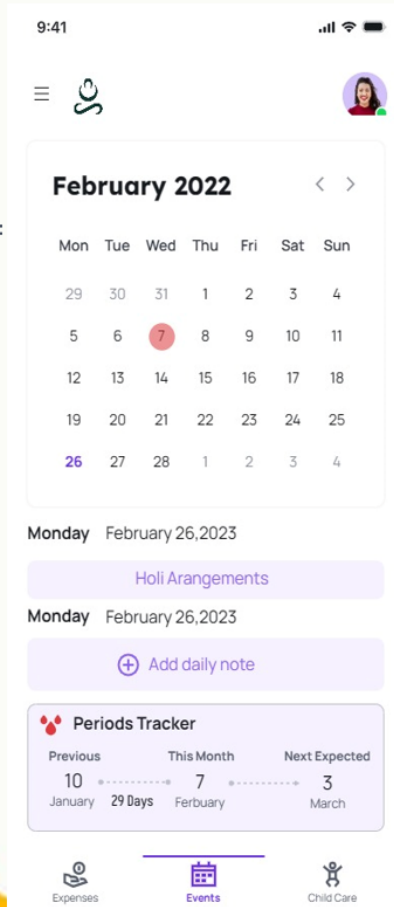 9:41
February 2022
Mon Tue Wed Thu Fri Sat Sun
29 30 31 1 2 3 4
5 6 7 8 9 10 11
12 13 14 15 16 17 18
19 20 21 22 23 24 25
26 27 28 1 2 3 4
Monday February 26,2023
Holi Arangements
Monday February 26,2023
Add daily note
Periods Tracker
Previous This Month Next Expected
10 7 3
January 29 Days Ferbuary March
Expenses Events Child Care